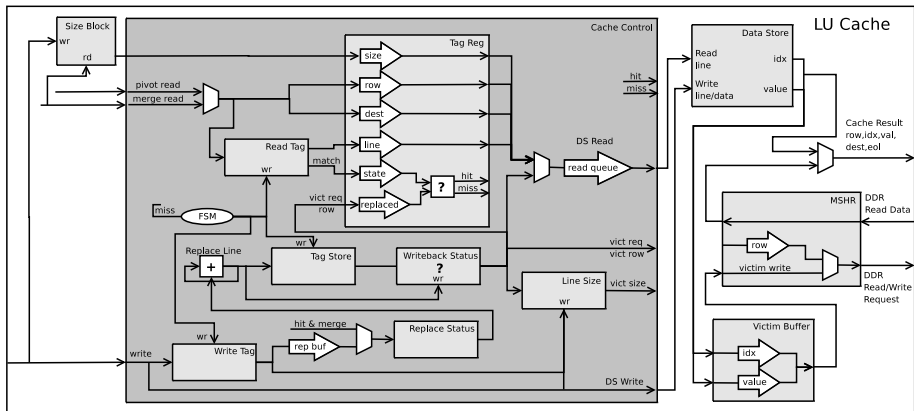 LU Cache
Size Block
wr
rd
Cache Control
Tag Reg
size
row
dest
line
state
replaced
?
hit
miss
pivot read
merge read
Read Tag
wr
match
vict req
row
miss
FSM
hit
miss
DS Read
read queue
Data Store
Read
line
Write
line/data
idx
value
Cache Result
row,idx,val,
dest,eol
MSHR
DDR
Read Data
row
victim write
DDR
Read/Write
Request
Replace Line
+
wr
Tag Store
Writeback Status
?
wr
vict req
vict row
Line Size
wr
vict size
hit & merge
rep buf
Replace Status
wr
Write Tag
write
DS Write
Victim Buffer
idx
value